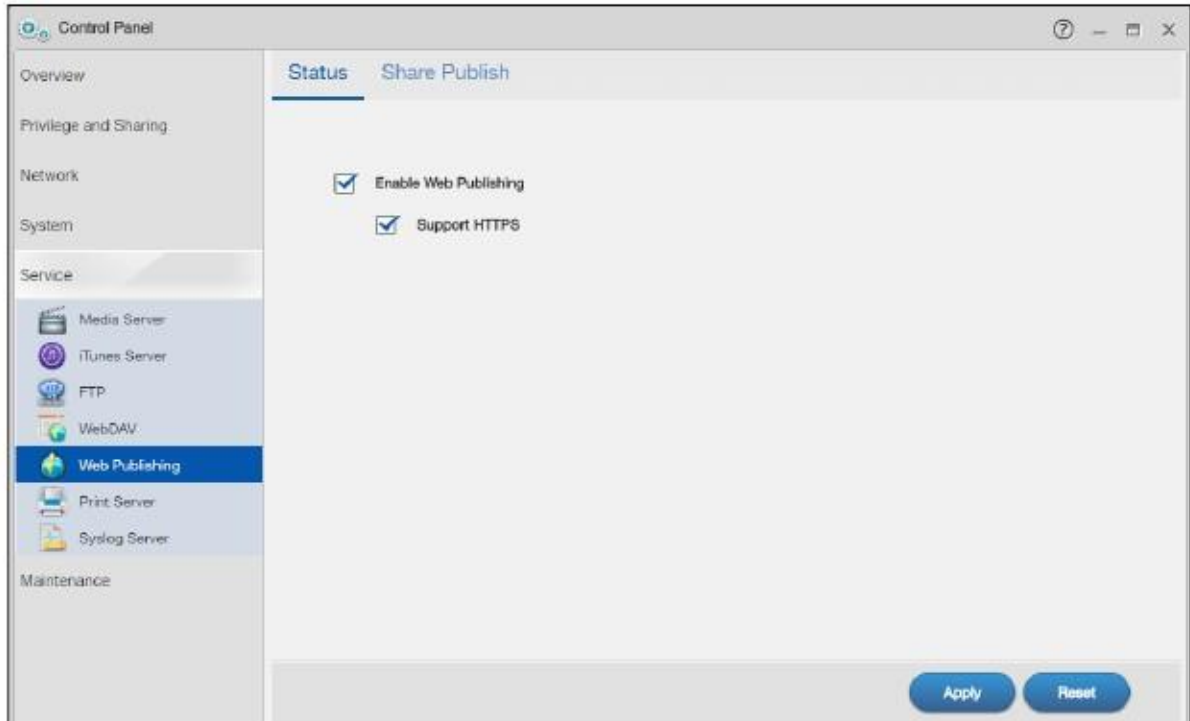 Control Panel
Overview
Privilege and Sharing
Network
System
Service
Media Server
iTunes Server
FTP
WebDAV
Web Publishing
Print Server
Syslog Server
Maintenance
Status Share Publish
Enable Web Publishing
Support HTTPS
Apply Reset